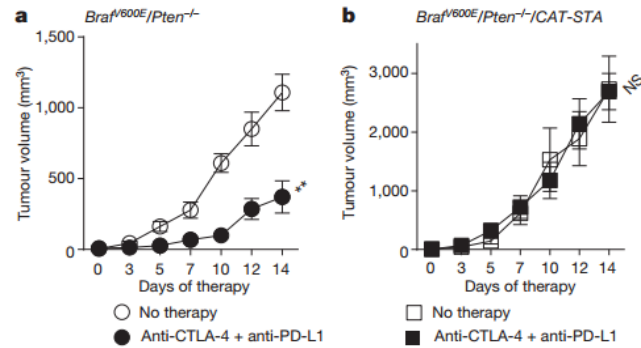 a Braf^V600E/Pten^−/−
Tumour volume (mm³)
1,500
1,000
500
0
**
0 3 5 7 10 12 14
Days of therapy
No therapy
Anti-CTLA-4 + anti-PD-L1
b Braf^V600E/Pten^−/−/CAT-STA
Tumour volume (mm³)
3,000
2,000
1,000
0
NS
0 3 5 7 10 12 14
Days of therapy
No therapy
Anti-CTLA-4 + anti-PD-L1